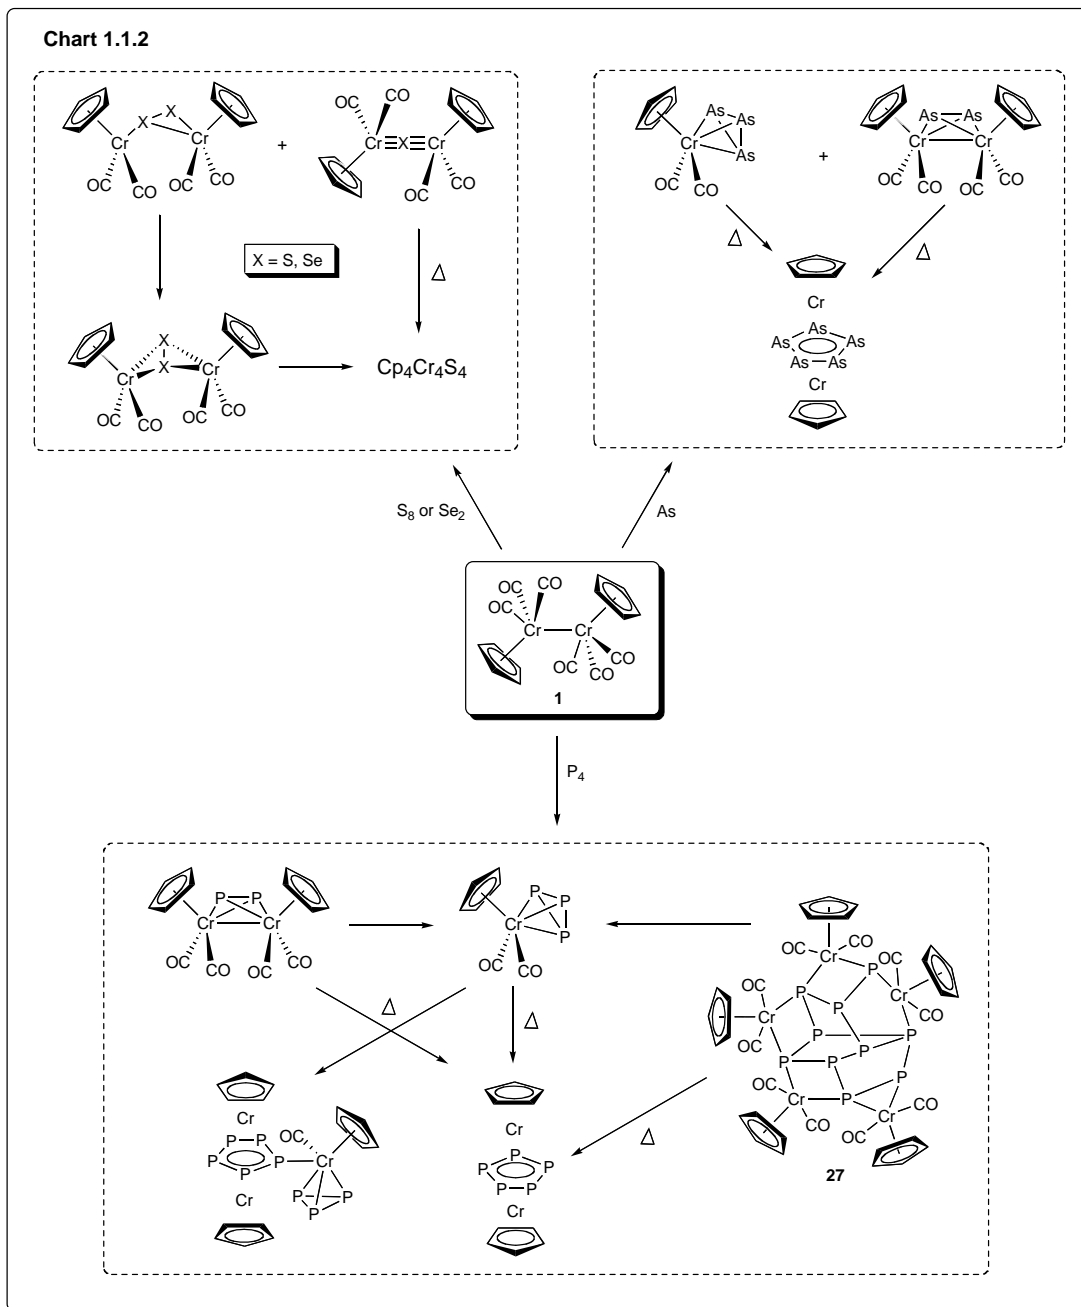 Chart 1.1.2
X X
Cr Cr
OC CO OC CO
+
OC CO
Cr≡X≡Cr
OC CO
X = S, Se
Δ
X
X
Cr Cr
OC CO OC CO
Cp4Cr4S4
As As
Cr As
OC CO
+
As As
Cr Cr
OC CO OC CO
Δ Δ
Cr
As
As As
As As
Cr
S8 or Se2
As
OC CO
OC
Cr Cr
OC CO
CO
1
P4
P P
Cr Cr
OC CO OC CO
P P
Cr P
OC CO
Δ Δ
Cr
P P
P P
P
OC
Cr
P P
P
Cr
Cr
P
P P
P P
Cr
Δ
OC Cr CO
OC
P Cr
OC P P CO
Cr
OC P P P
P P P P
OC Cr P Cr CO
CO OC
27